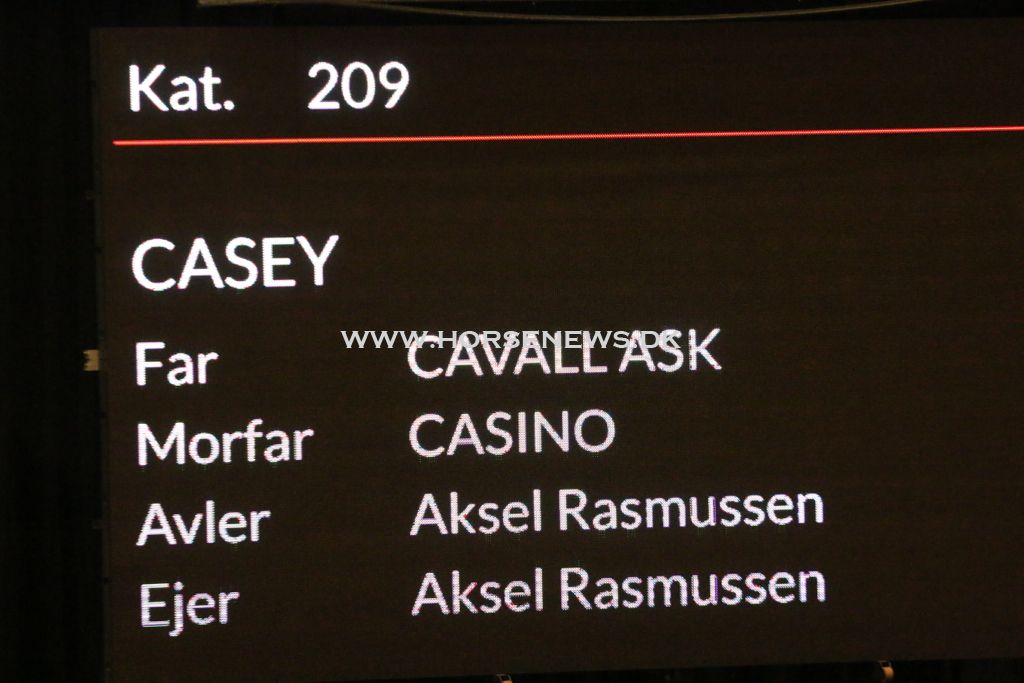 Kat. 209
CASEY
WWW.HORSENEWS.DK
Far CAVALL ASK
Morfar CASINO
Avler Aksel Rasmussen
Ejer Aksel Rasmussen